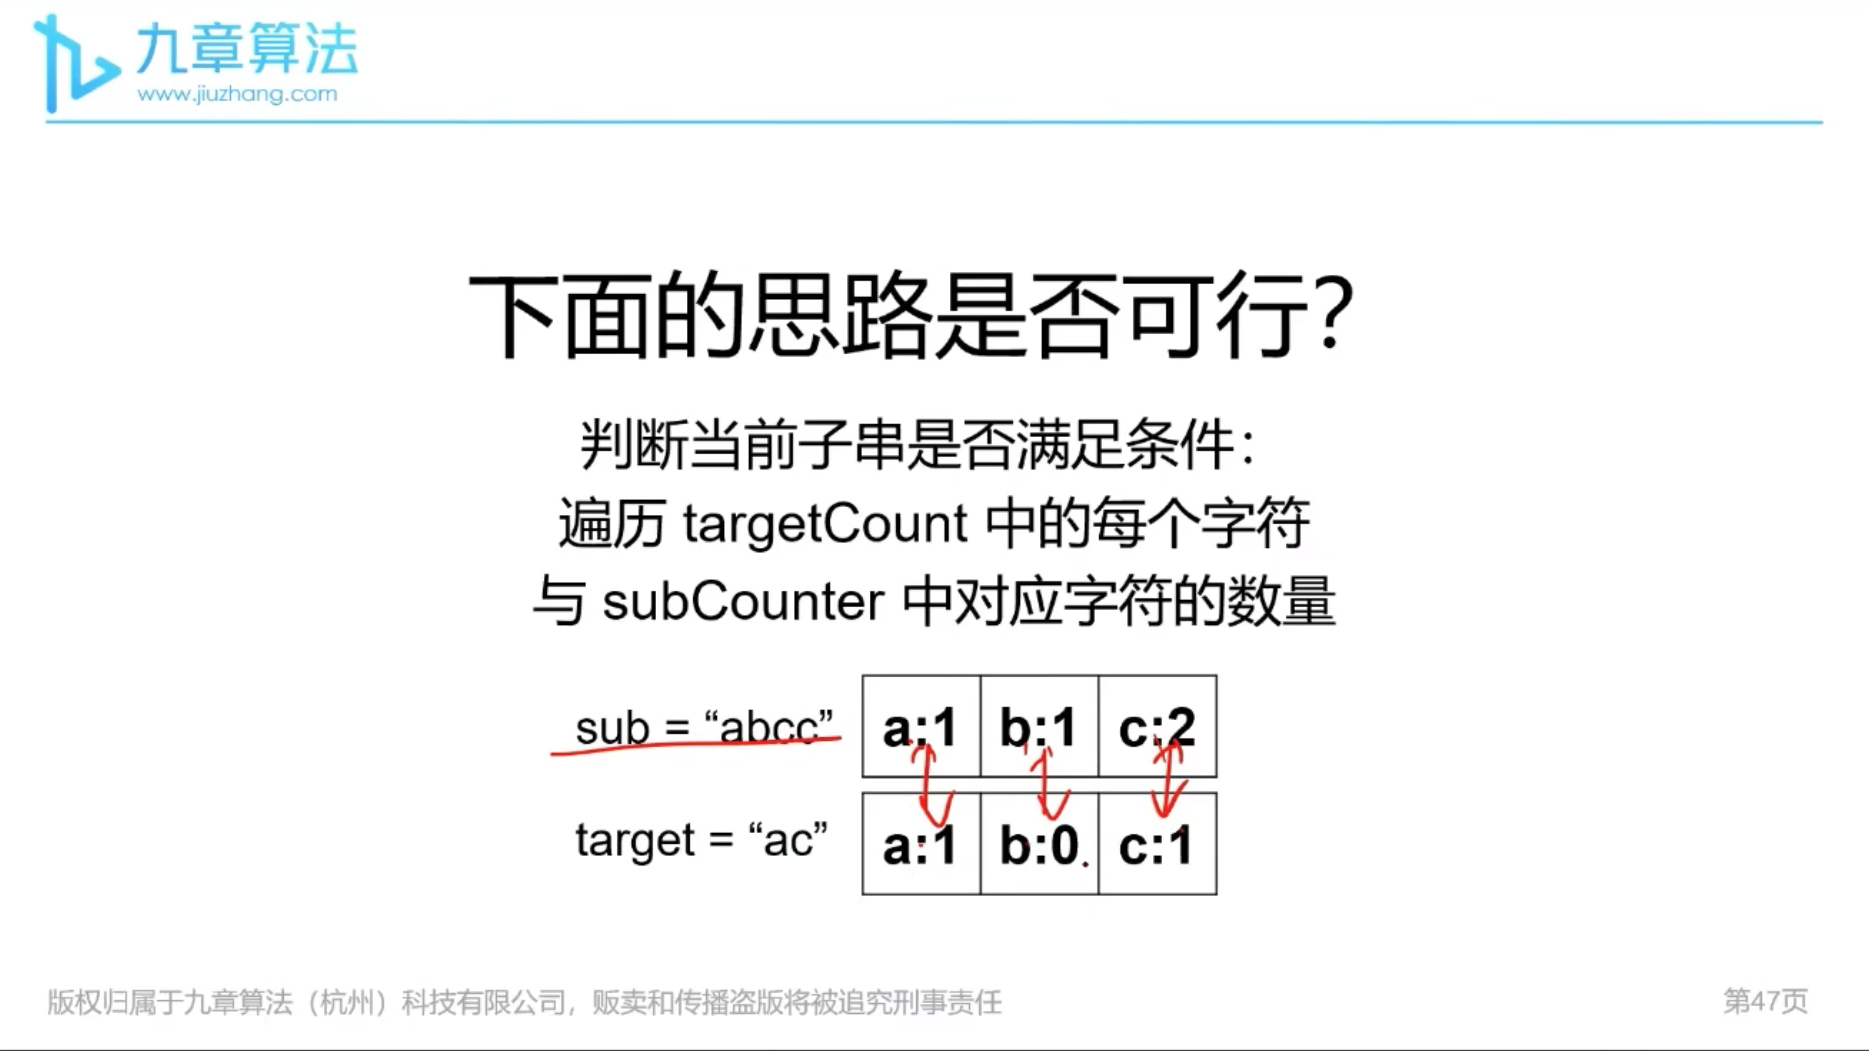 九章算法
www.jiuzhang.com
下面的思路是否可行?
判断当前子串是否满足条件：
遍历 targetCount 中的每个字符
与 subCounter 中对应字符的数量
sub = “abcc” a:1 b:1 c:2
target = “ac” a:1 b:0 c:1
版权归属于九章算法（杭州）科技有限公司，贩卖和传播盗版将被追究刑事责任 第47页